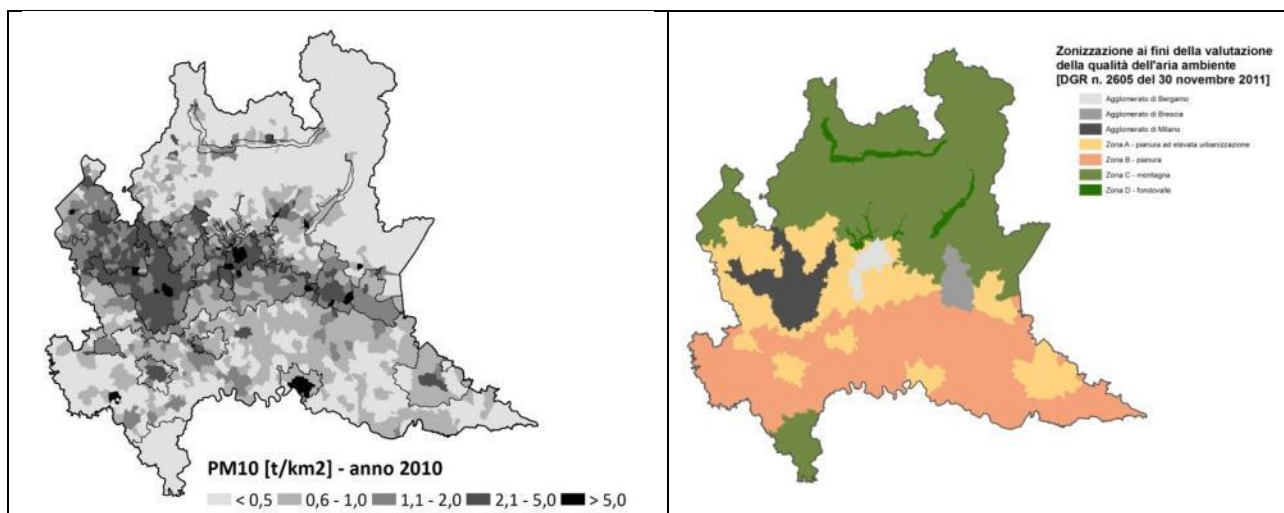 PM10 [t/km2] - anno 2010
< 0,5 0,6 - 1,0 1,1 - 2,0 2,1 - 5,0 > 5,0
Zonizzazione ai fini della valutazione
della qualità dell'aria ambiente
[DGR n. 2605 del 30 novembre 2011]
Agglomerato di Bergamo
Agglomerato di Brescia
Agglomerato di Milano
Zona A - pianura ad elevata urbanizzazione
Zona B - pianura
Zona C - montagna
Zona D - fondovalle